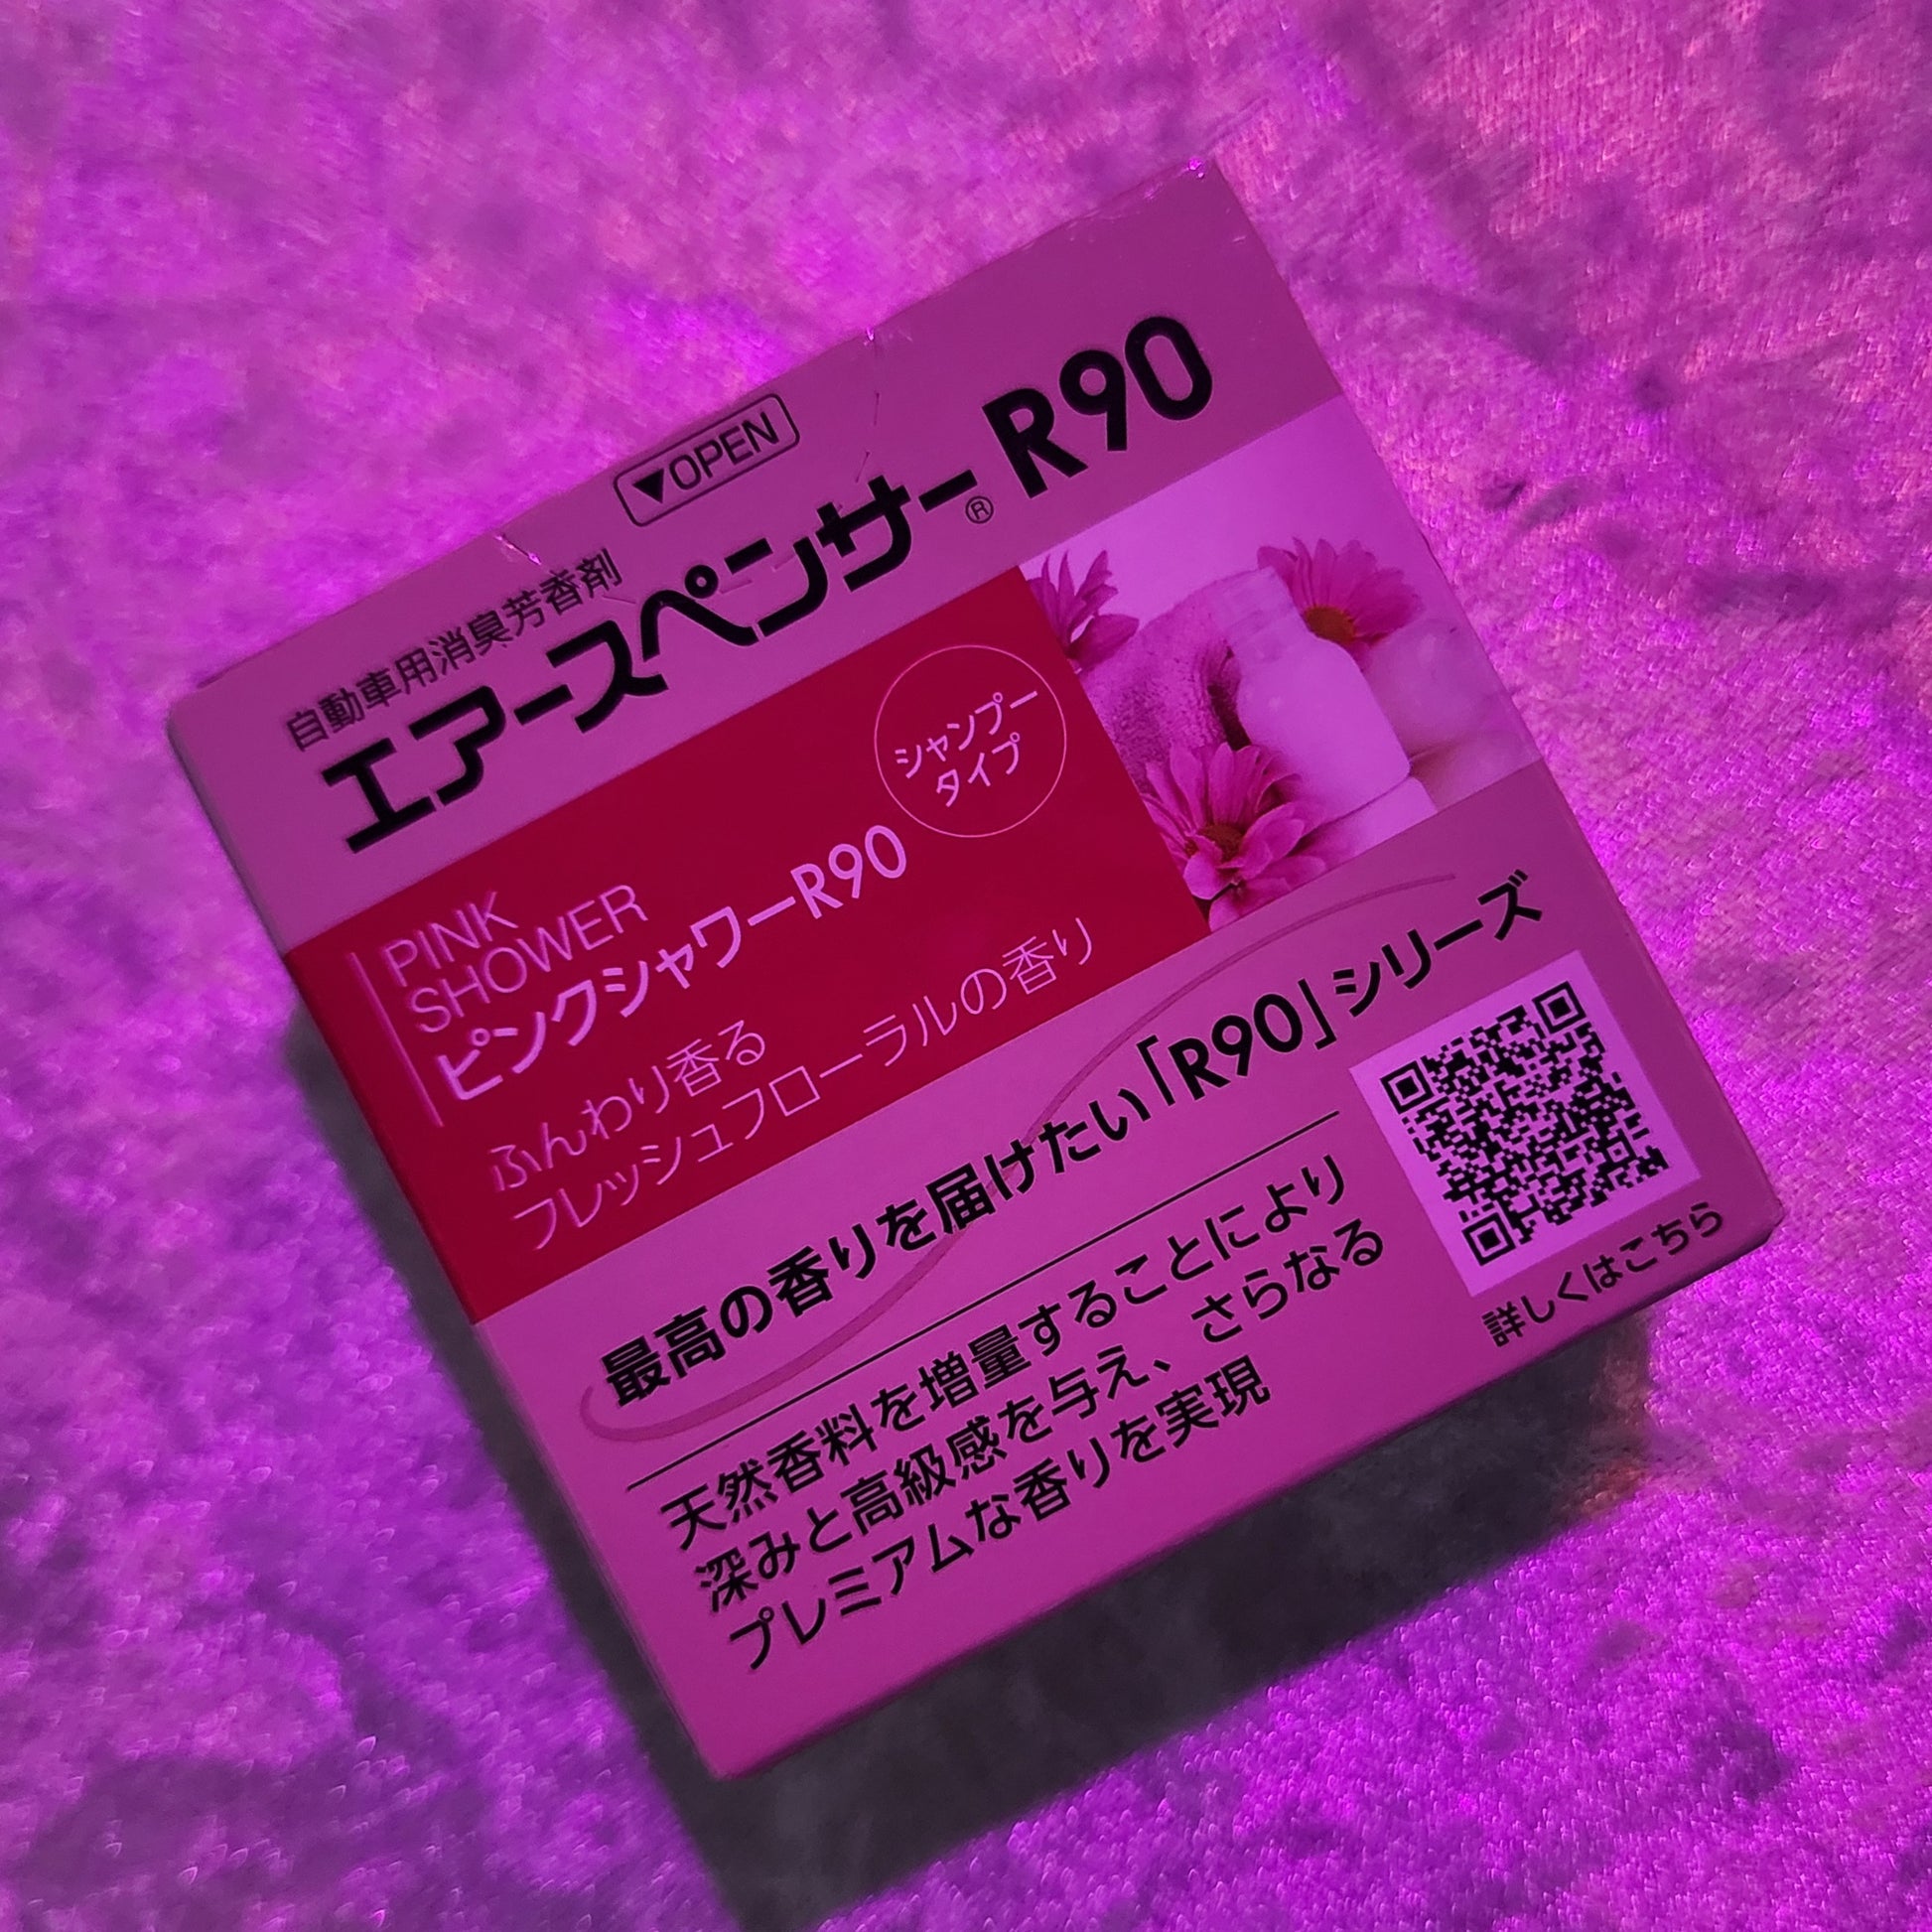 ▼OPEN
自動車用消臭芳香剤
エアースペンサー® R90
シャンプー
タイプ
PINK
SHOWER
ピンクシャワーR90
ふんわり香る
フレッシュフローラルの香り
最高の香りを届けたい「R90」シリーズ
天然香料を増量することにより
深みと高級感を与え、さらなる
プレミアムな香りを実現
詳しくはこちら